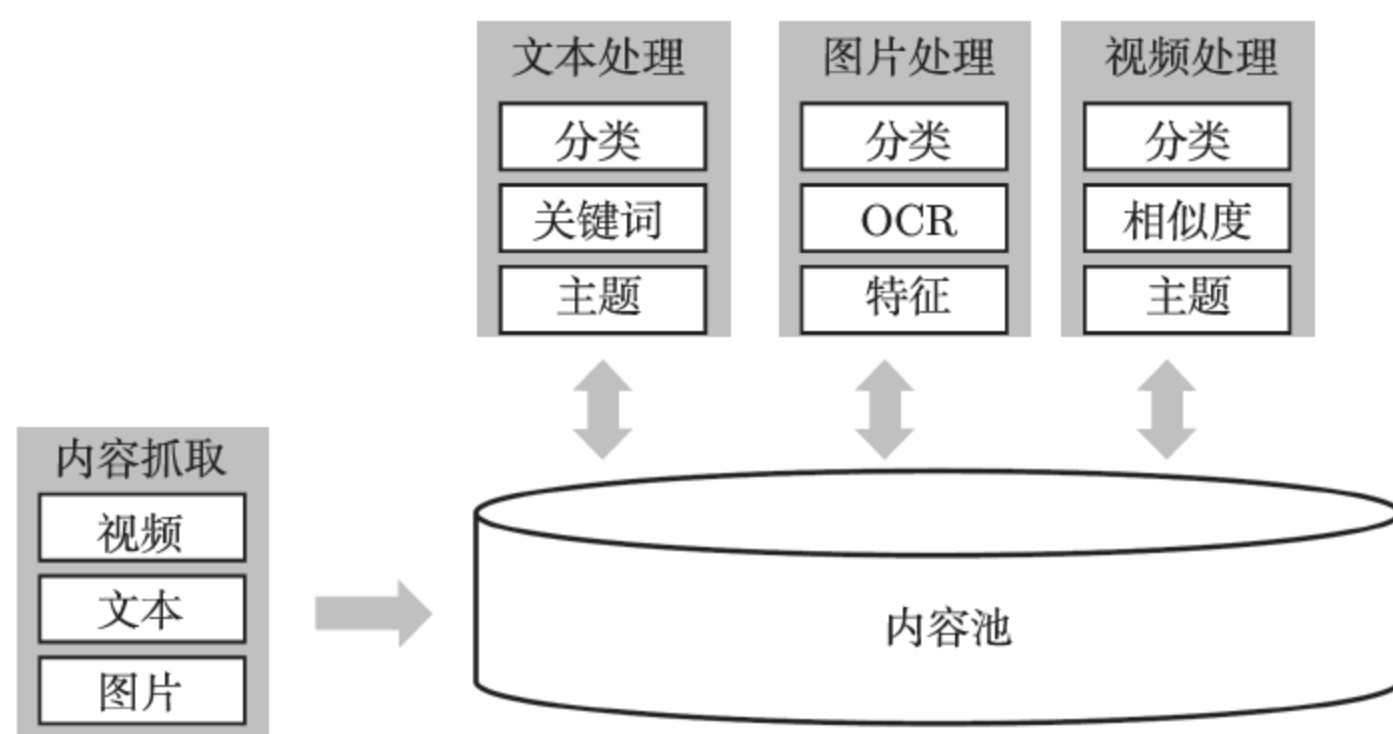 文本处理
分类
关键词
主题
图片处理
分类
OCR
特征
视频处理
分类
相似度
主题
内容抓取
视频
文本
图片
内容池